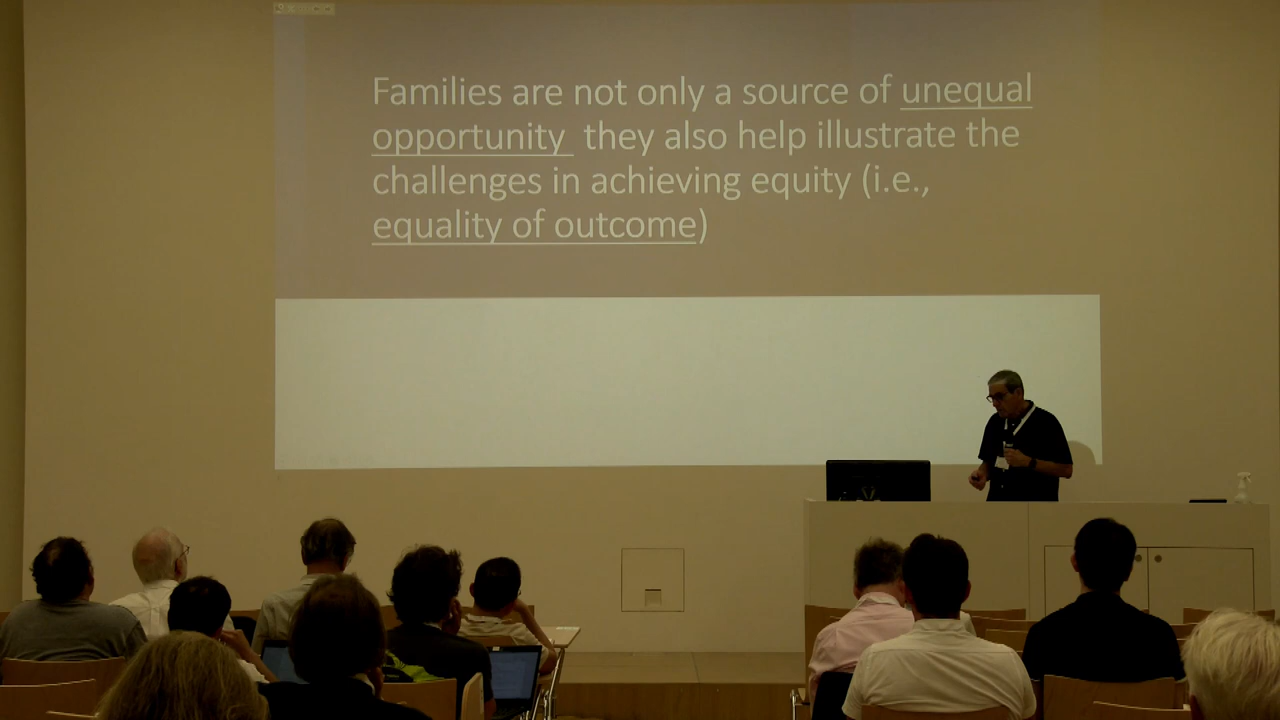 Families are not only a source of unequal
opportunity they also help illustrate the
challenges in achieving equity (i.e.,
equality of outcome)